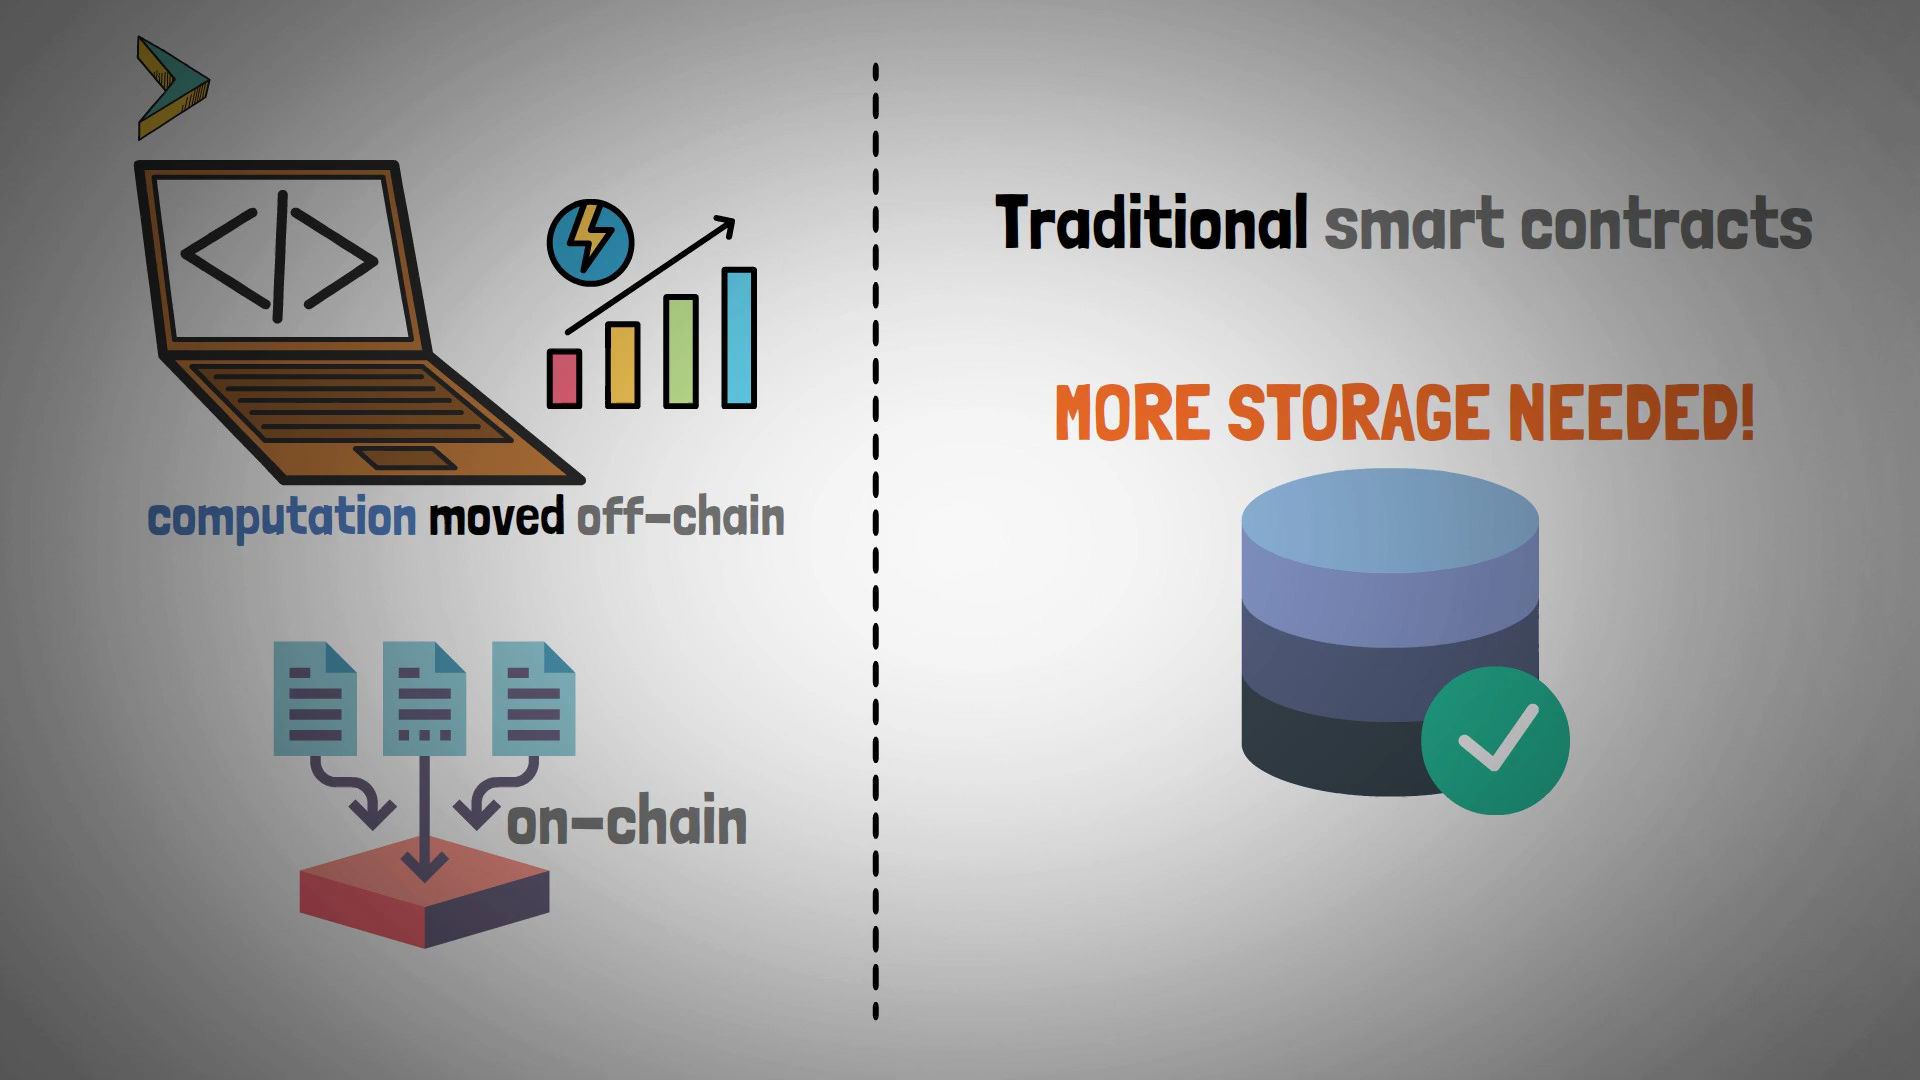 computation moved off-chain
on-chain
Traditional smart contracts
MORE STORAGE NEEDED!